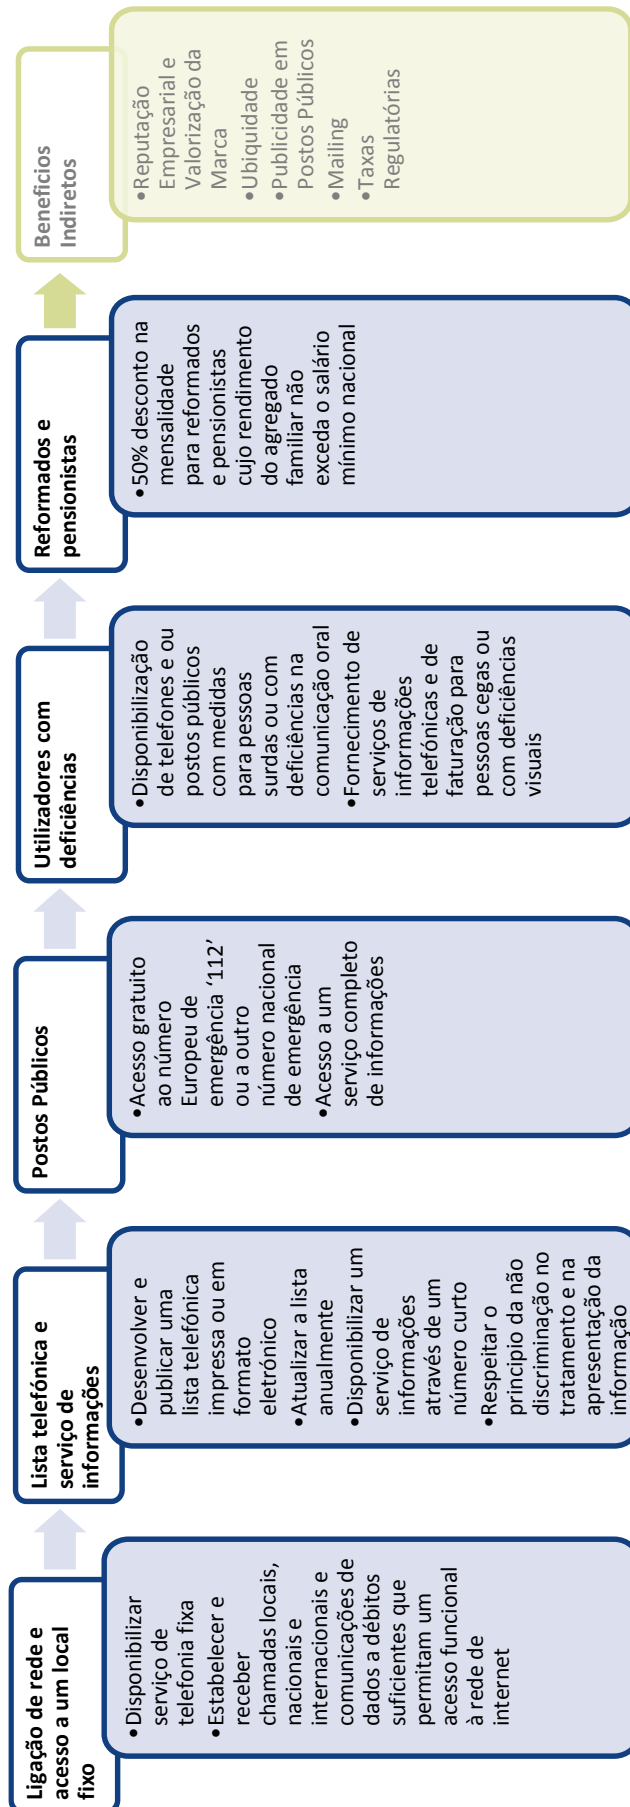 Ligação de rede e
acesso a um local
fixo
•Disponibilizar
serviço de
telefonia fixa
•Estabelecer e
receber
chamadas locais,
nacionais e
internacionais e
comunicações de
dados a débitos
suficientes que
permitam um
acesso funcional
à rede de
internet
Lista telefónica e
serviço de
informações
•Desenvolver e
publicar uma
lista telefónica
impressa ou em
formato
eletrónico
•Atualizar a lista
anualmente
•Disponibilizar um
serviço de
informações
através de um
número curto
•Respeitar o
principio da não
discriminação no
tratamento e na
apresentação da
informação
Postos Públicos
•Acesso gratuito
ao número
Europeu de
emergência ‘112’
ou a outro
número nacional
de emergência
•Acesso a um
serviço completo
de informações
Utilizadores com
deficiências
•Disponibilização
de telefones e ou
postos públicos
com medidas
para pessoas
surdas ou com
deficiências na
comunicação oral
•Fornecimento de
serviços de
informações
telefónicas e de
faturação para
pessoas cegas ou
com deficiências
visuais
Reformados e
pensionistas
•50% desconto na
mensalidade
para reformados
e pensionistas
cujo rendimento
do agregado
familiar não
exceda o salário
mínimo nacional
Beneficios
Indiretos
•Reputação
Empresarial e
Valorização da
Marca
•Ubiquidade
•Publicidade em
Postos Públicos
•Mailing
•Taxas
Regulatórias